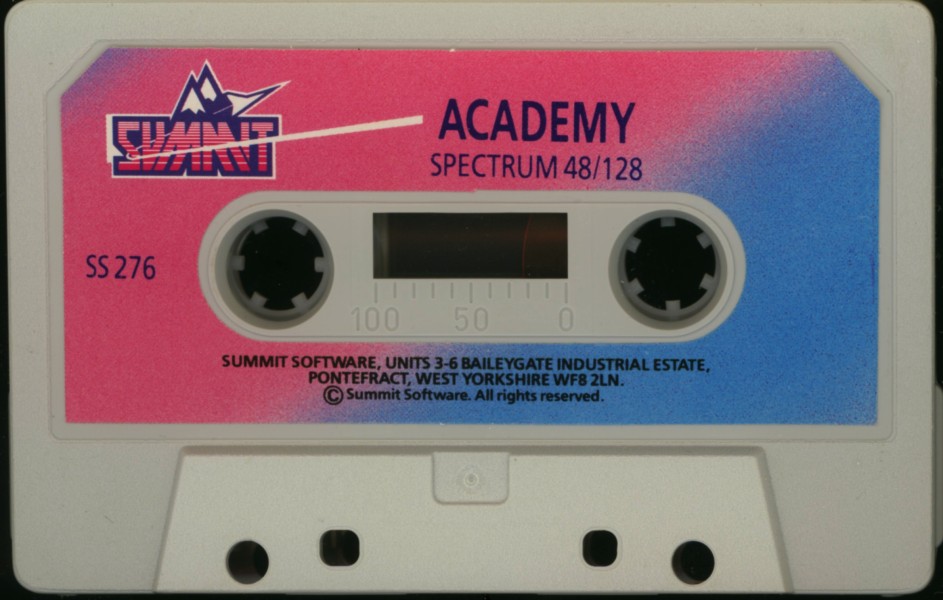 SUMMIT
ACADEMY
SPECTRUM 48/128
SS 276
100 50 0
SUMMIT SOFTWARE, UNITS 3-6 BAILEYGATE INDUSTRIAL ESTATE,
PONTEFRACT, WEST YORKSHIRE WF8 2LN.
© Summit Software. All rights reserved.